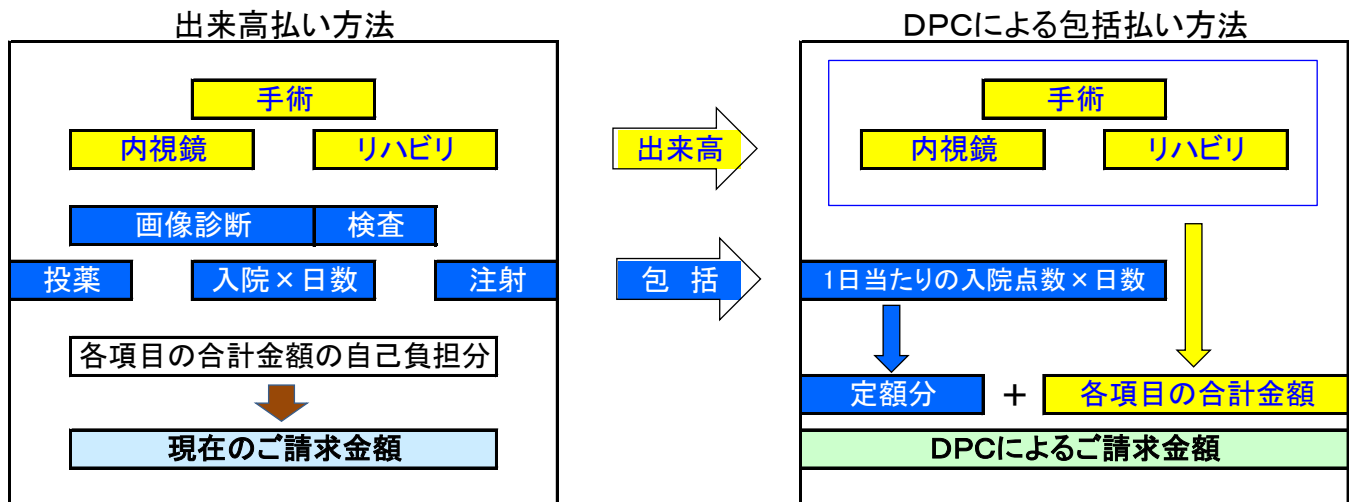 出来高払い方法
手術
内視鏡
リハビリ
画像診断
検査
投薬
入院×日数
注射
各項目の合計金額の自己負担分
現在のご請求金額
出来高
包 括
DPCによる包括払い方法
手術
内視鏡
リハビリ
1日当たりの入院点数×日数
定額分
+
各項目の合計金額
DPCによるご請求金額